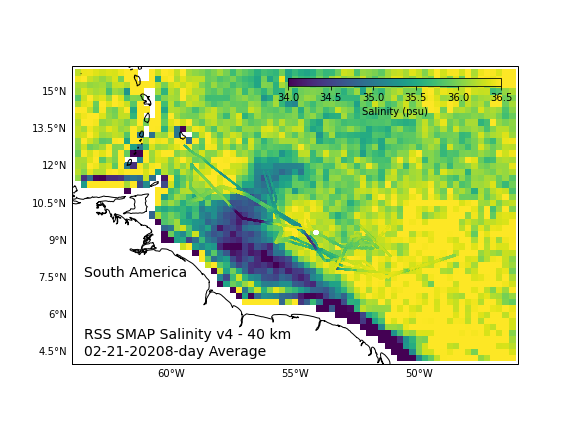 15°N
34.0 34.5 35.0 35.5 36.0 36.5
Salinity (psu)
13.5°N
12°N
10.5°N
9°N
7.5°N
South America
6°N
RSS SMAP Salinity v4 - 40 km
02-21-20208-day Average
4.5°N
60°W 55°W 50°W